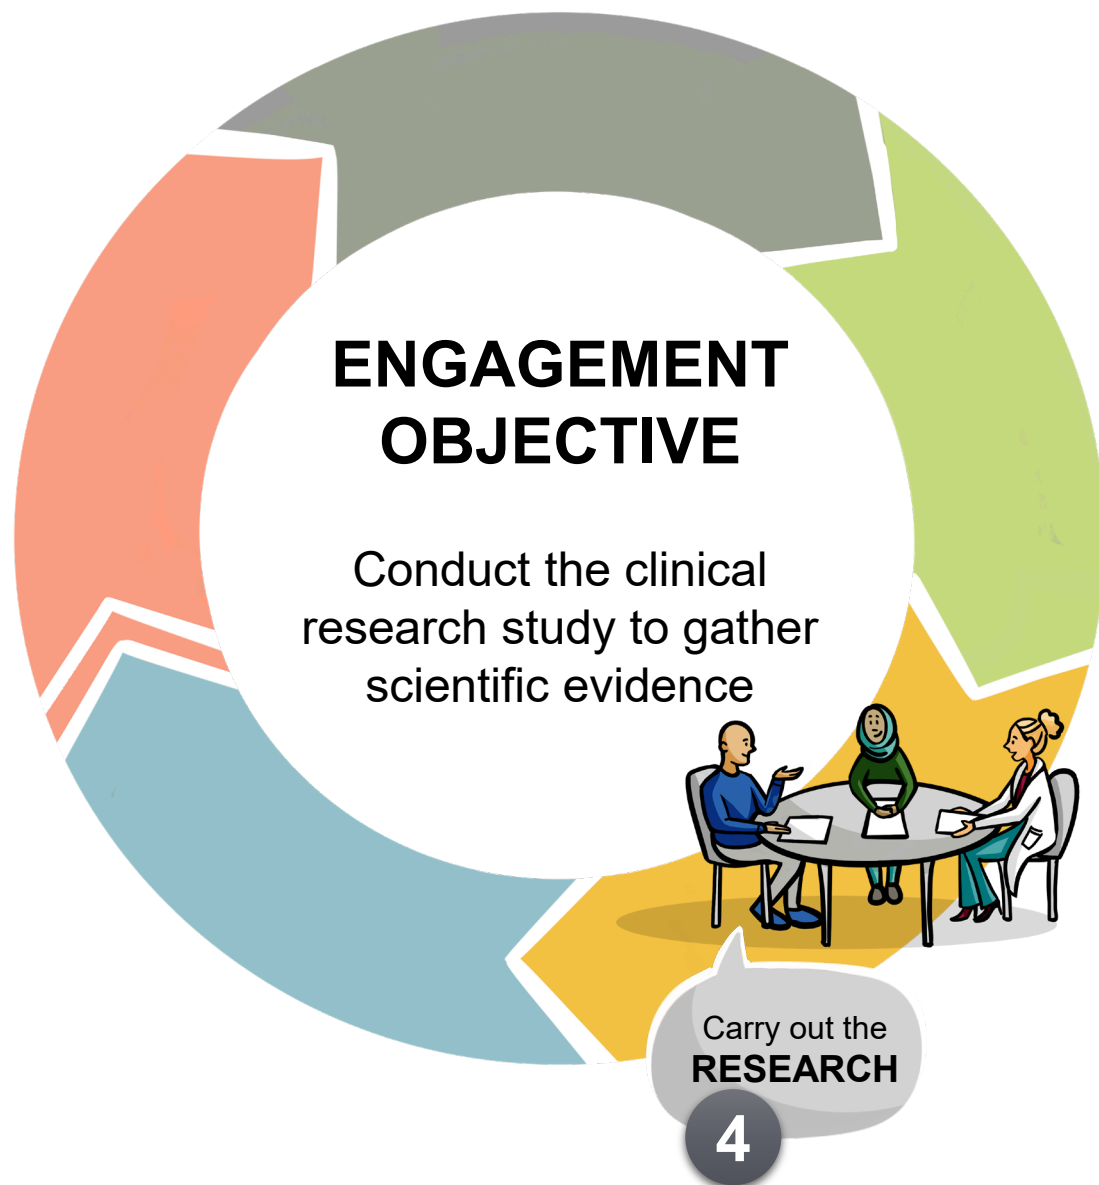 ENGAGEMENT
OBJECTIVE
Conduct the clinical
research study to gather
scientific evidence
Carry out the
RESEARCH
4